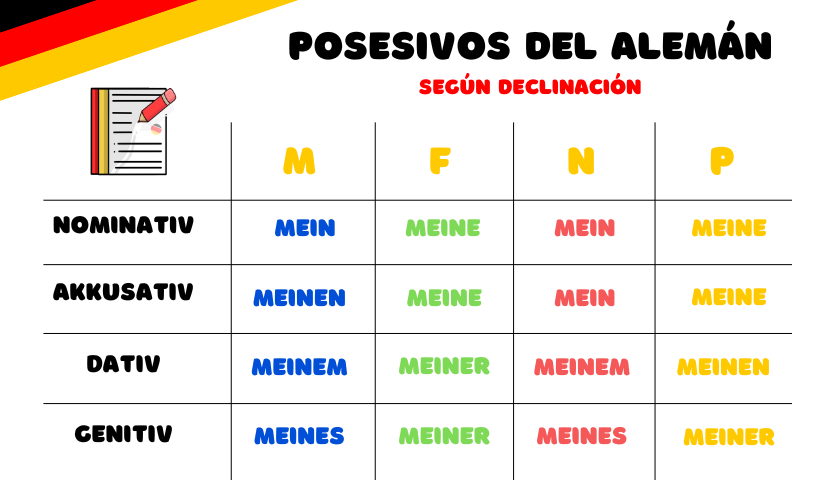 POSESIVOS DEL ALEMÁN
SEGÚN DECLINACIÓN
M F N P
NOMINATIV MEIN MEINE MEIN MEINE
AKKUSATIV MEINEN MEINE MEIN MEINE
DATIV MEINEM MEINER MEINEM MEINEN
GENITIV MEINES MEINER MEINES MEINER